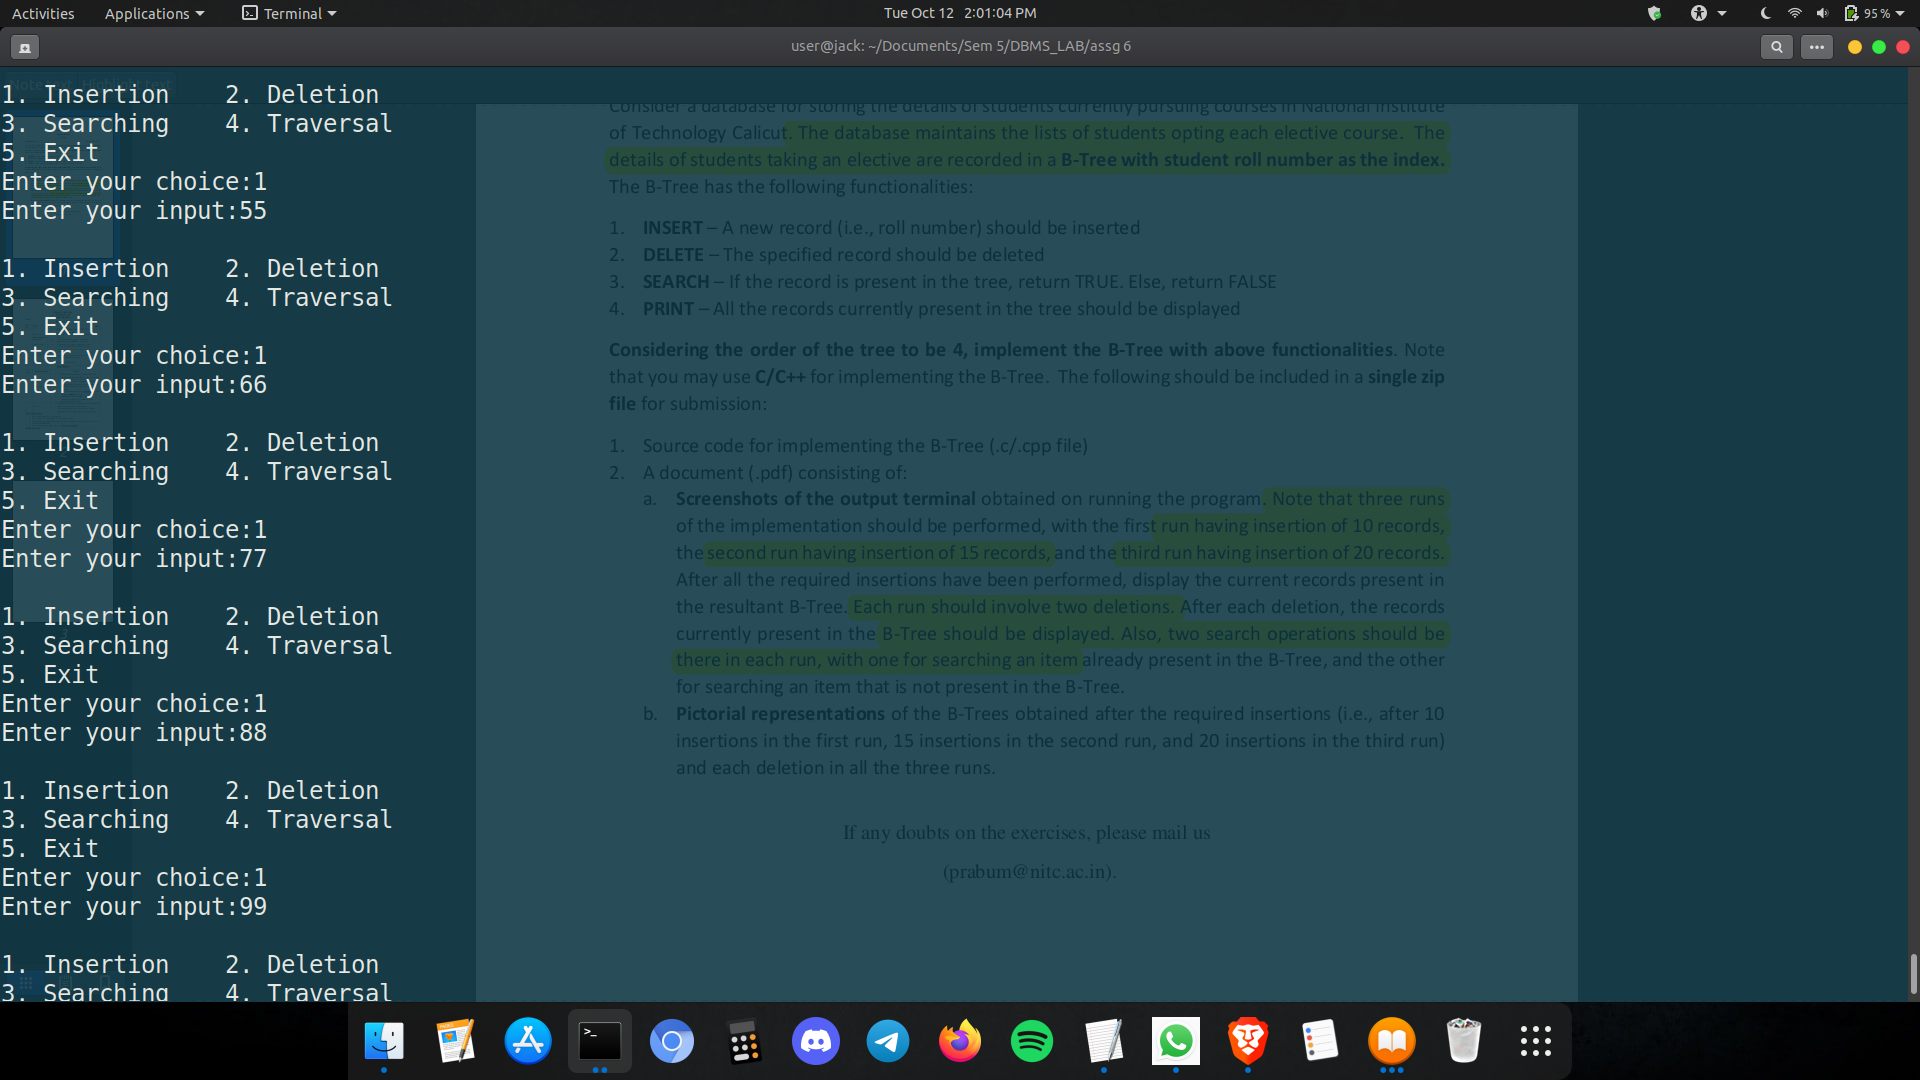 Activities Applications Terminal Tue Oct 12 2:01:04 PM 95 %
user@jack: ~/Documents/Sem 5/DBMS_LAB/assg 6
1. Insertion 2. Deletion
3. Searching 4. Traversal
5. Exit
Enter your choice:1
Enter your input:55
1. Insertion 2. Deletion
3. Searching 4. Traversal
5. Exit
Enter your choice:1
Enter your input:66
1. Insertion 2. Deletion
3. Searching 4. Traversal
5. Exit
Enter your choice:1
Enter your input:77
1. Insertion 2. Deletion
3. Searching 4. Traversal
5. Exit
Enter your choice:1
Enter your input:88
1. Insertion 2. Deletion
3. Searching 4. Traversal
5. Exit
Enter your choice:1
Enter your input:99
1. Insertion 2. Deletion
3. Searching 4. Traversal
Consider a database for storing the details of students currently pursuing courses in National Institute
of Technology Calicut. The database maintains the lists of students opting each elective course. The
details of students taking an elective are recorded in a B-Tree with student roll number as the index.
The B-Tree has the following functionalities:
1. INSERT – A new record (i.e., roll number) should be inserted
2. DELETE – The specified record should be deleted
3. SEARCH – If the record is present in the tree, return TRUE. Else, return FALSE
4. PRINT – All the records currently present in the tree should be displayed
Considering the order of the tree to be 4, implement the B-Tree with above functionalities. Note
that you may use C/C++ for implementing the B-Tree. The following should be included in a single zip
file for submission:
1. Source code for implementing the B-Tree (.c/.cpp file)
2. A document (.pdf) consisting of:
a. Screenshots of the output terminal obtained on running the program. Note that three runs
of the implementation should be performed, with the first run having insertion of 10 records,
the second run having insertion of 15 records, and the third run having insertion of 20 records.
After all the required insertions have been performed, display the current records present in
the resultant B-Tree. Each run should involve two deletions. After each deletion, the records
currently present in the B-Tree should be displayed. Also, two search operations should be
there in each run, with one for searching an item already present in the B-Tree, and the other
for searching an item that is not present in the B-Tree.
b. Pictorial representations of the B-Trees obtained after the required insertions (i.e., after 10
insertions in the first run, 15 insertions in the second run, and 20 insertions in the third run)
and each deletion in all the three runs.
If any doubts on the exercises, please mail us
(prabum@nitc.ac.in).